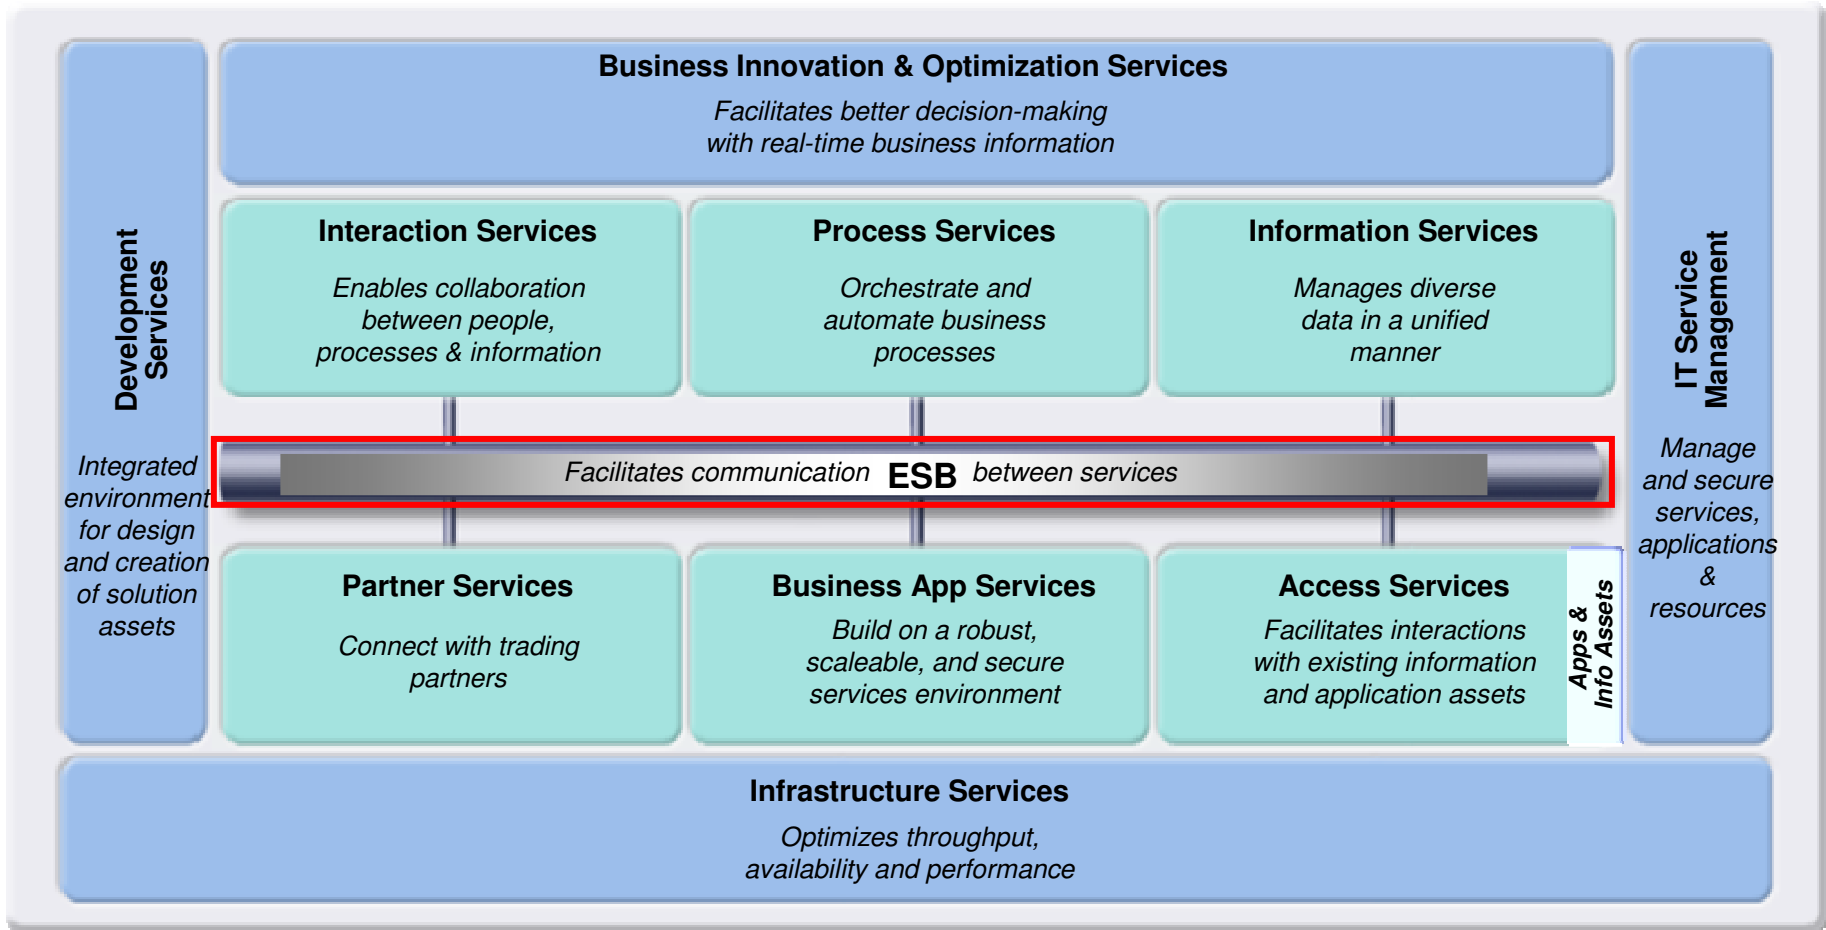 Business Innovation & Optimization Services
Facilitates better decision-making
with real-time business information
Development
Services
Integrated
environment
for design
and creation
of solution
assets
Interaction Services
Enables collaboration
between people,
processes & information
Process Services
Orchestrate and
automate business
processes
Information Services
Manages diverse
data in a unified
manner
IT Service
Management
Manage
and secure
services,
applications
&
resources
Facilitates communication ESB between services
Partner Services
Connect with trading
partners
Business App Services
Build on a robust,
scaleable, and secure
services environment
Access Services
Facilitates interactions
with existing information
and application assets
Apps &
Info Assets
Infrastructure Services
Optimizes throughput,
availability and performance